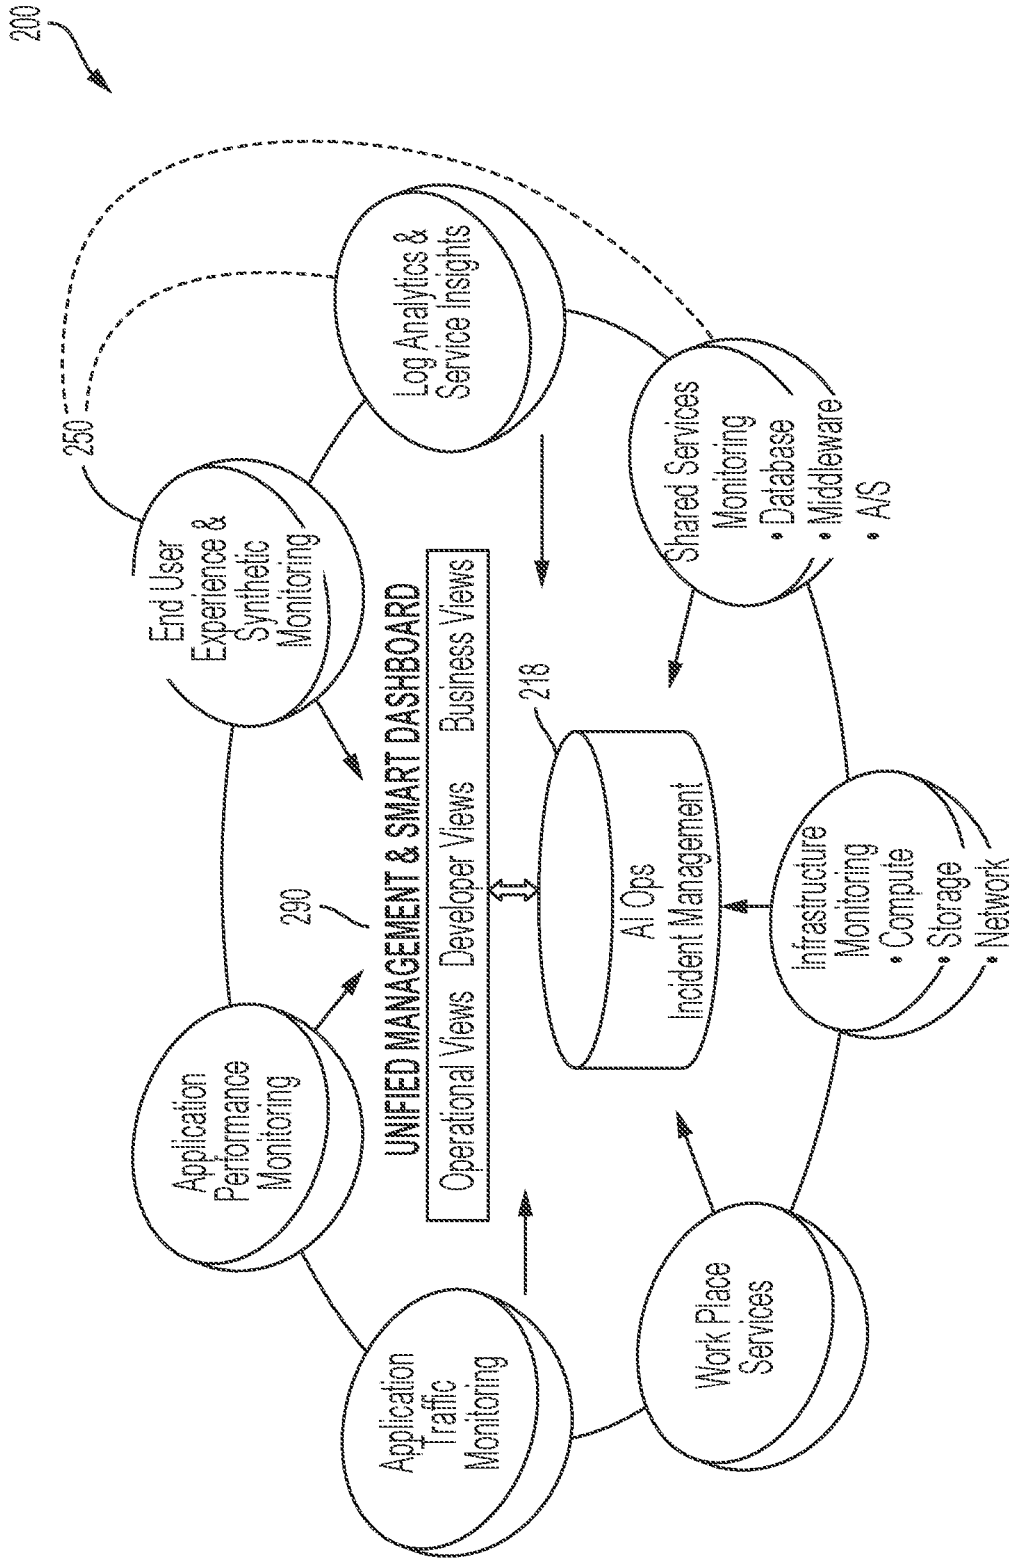 200
250
End User
Experience &
Synthetic
Monitoring
Log Analytics &
Service Insights
Application
Performance
Monitoring
290
UNIFIED MANAGEMENT & SMART DASHBOARD
Operational Views Developer Views Business Views
218
AI Ops
Incident Management
Application
Traffic
Monitoring
Shared Services
Monitoring
• Database
• Middleware
• A/S
Work Place
Services
Infrastructure
Monitoring
• Compute
• Storage
• Network